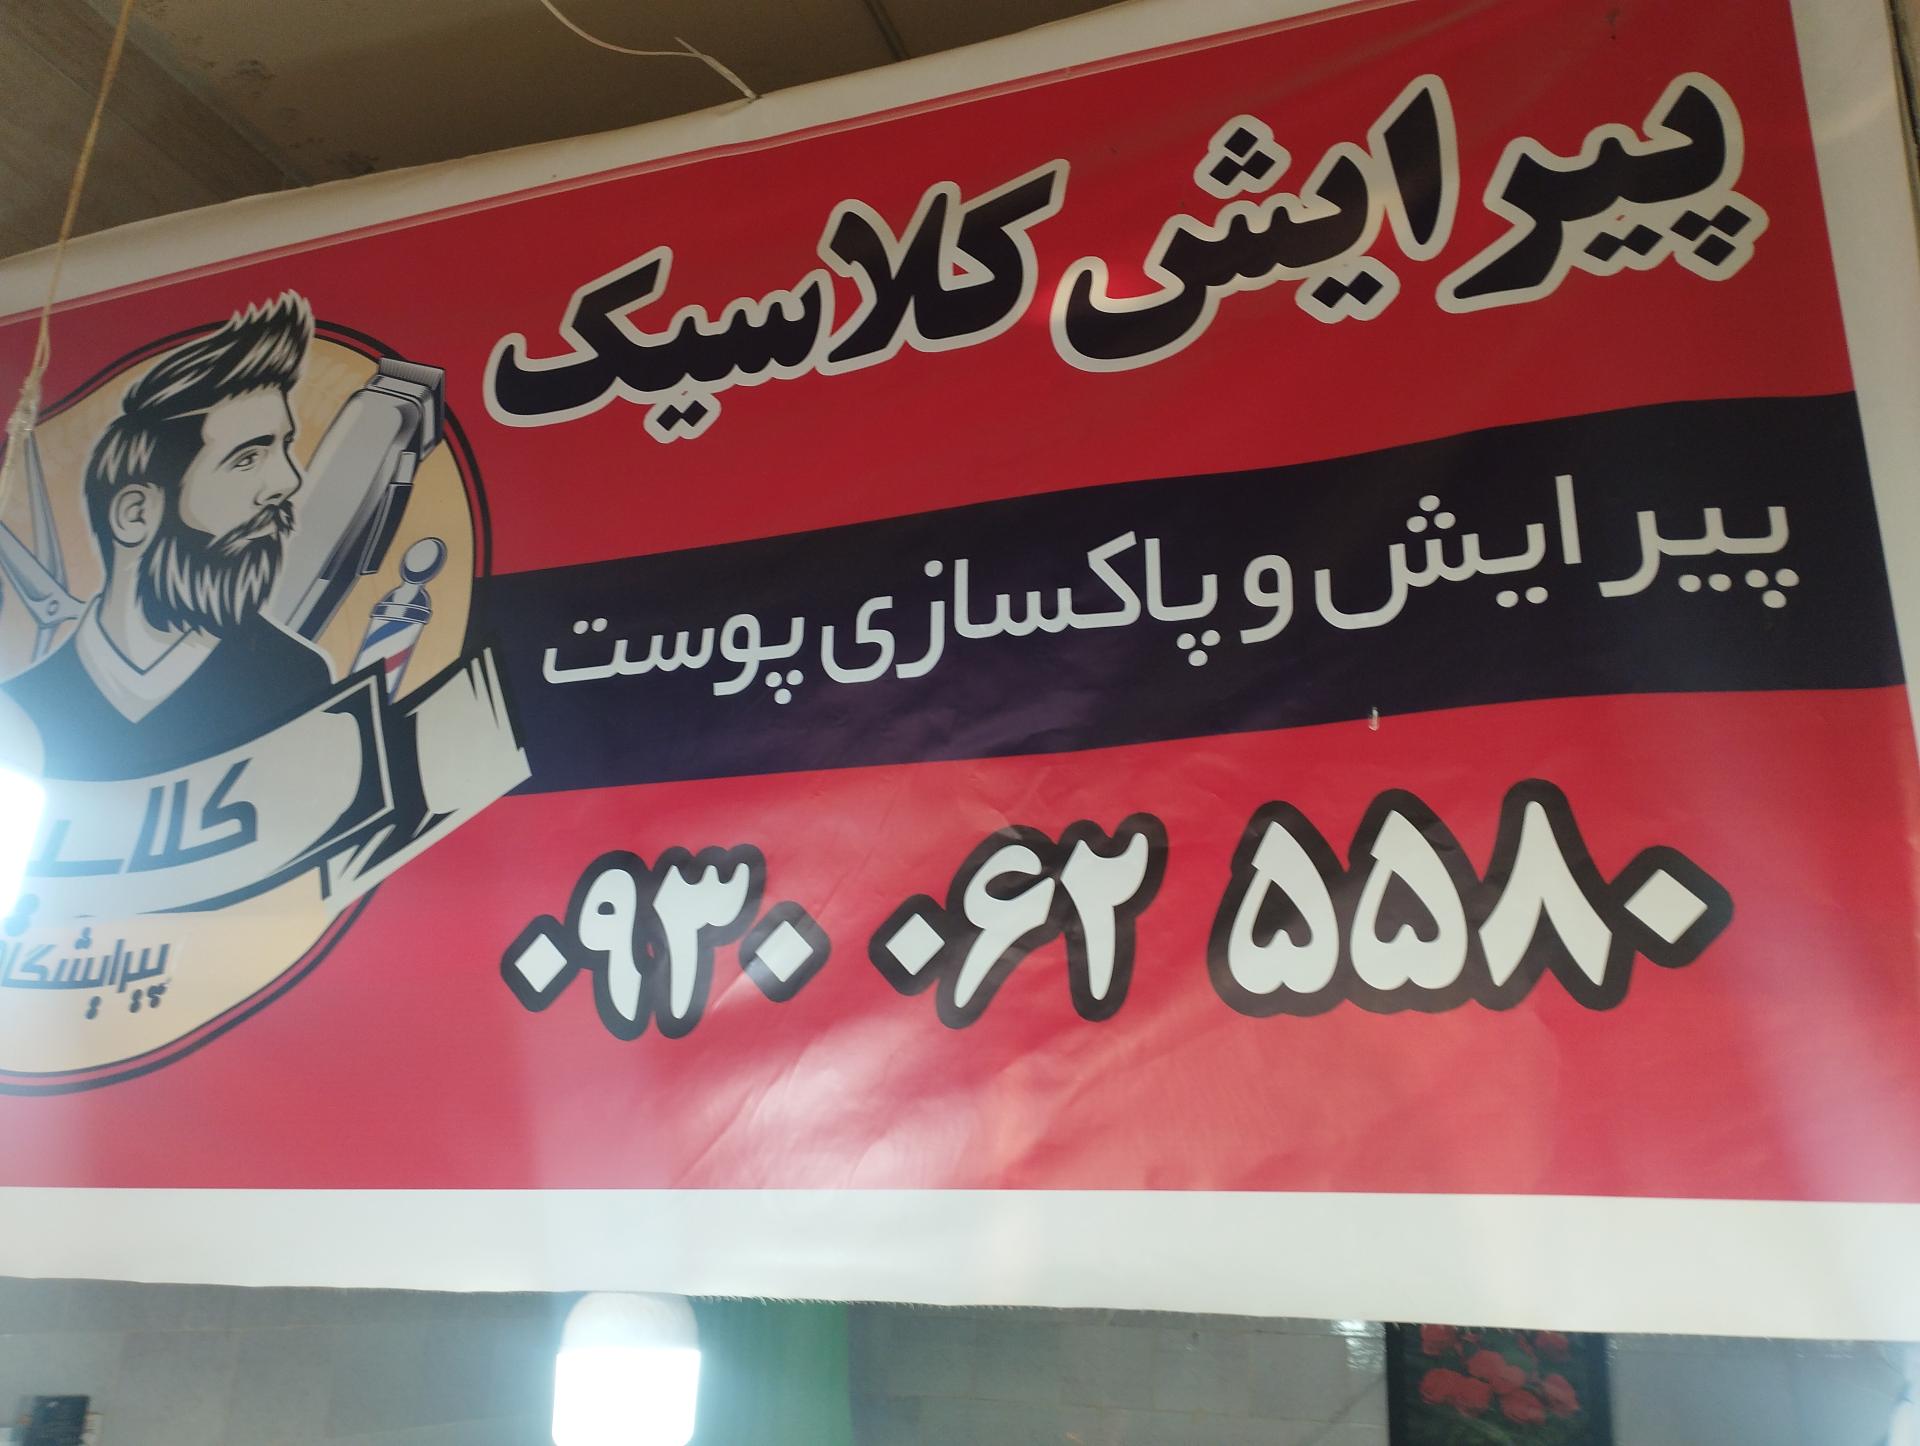 پیرایش کلاسیک
پیرایش و پاکسازی پوست
۰۹۳۰ ۰۶۲ ۵۵۸۰